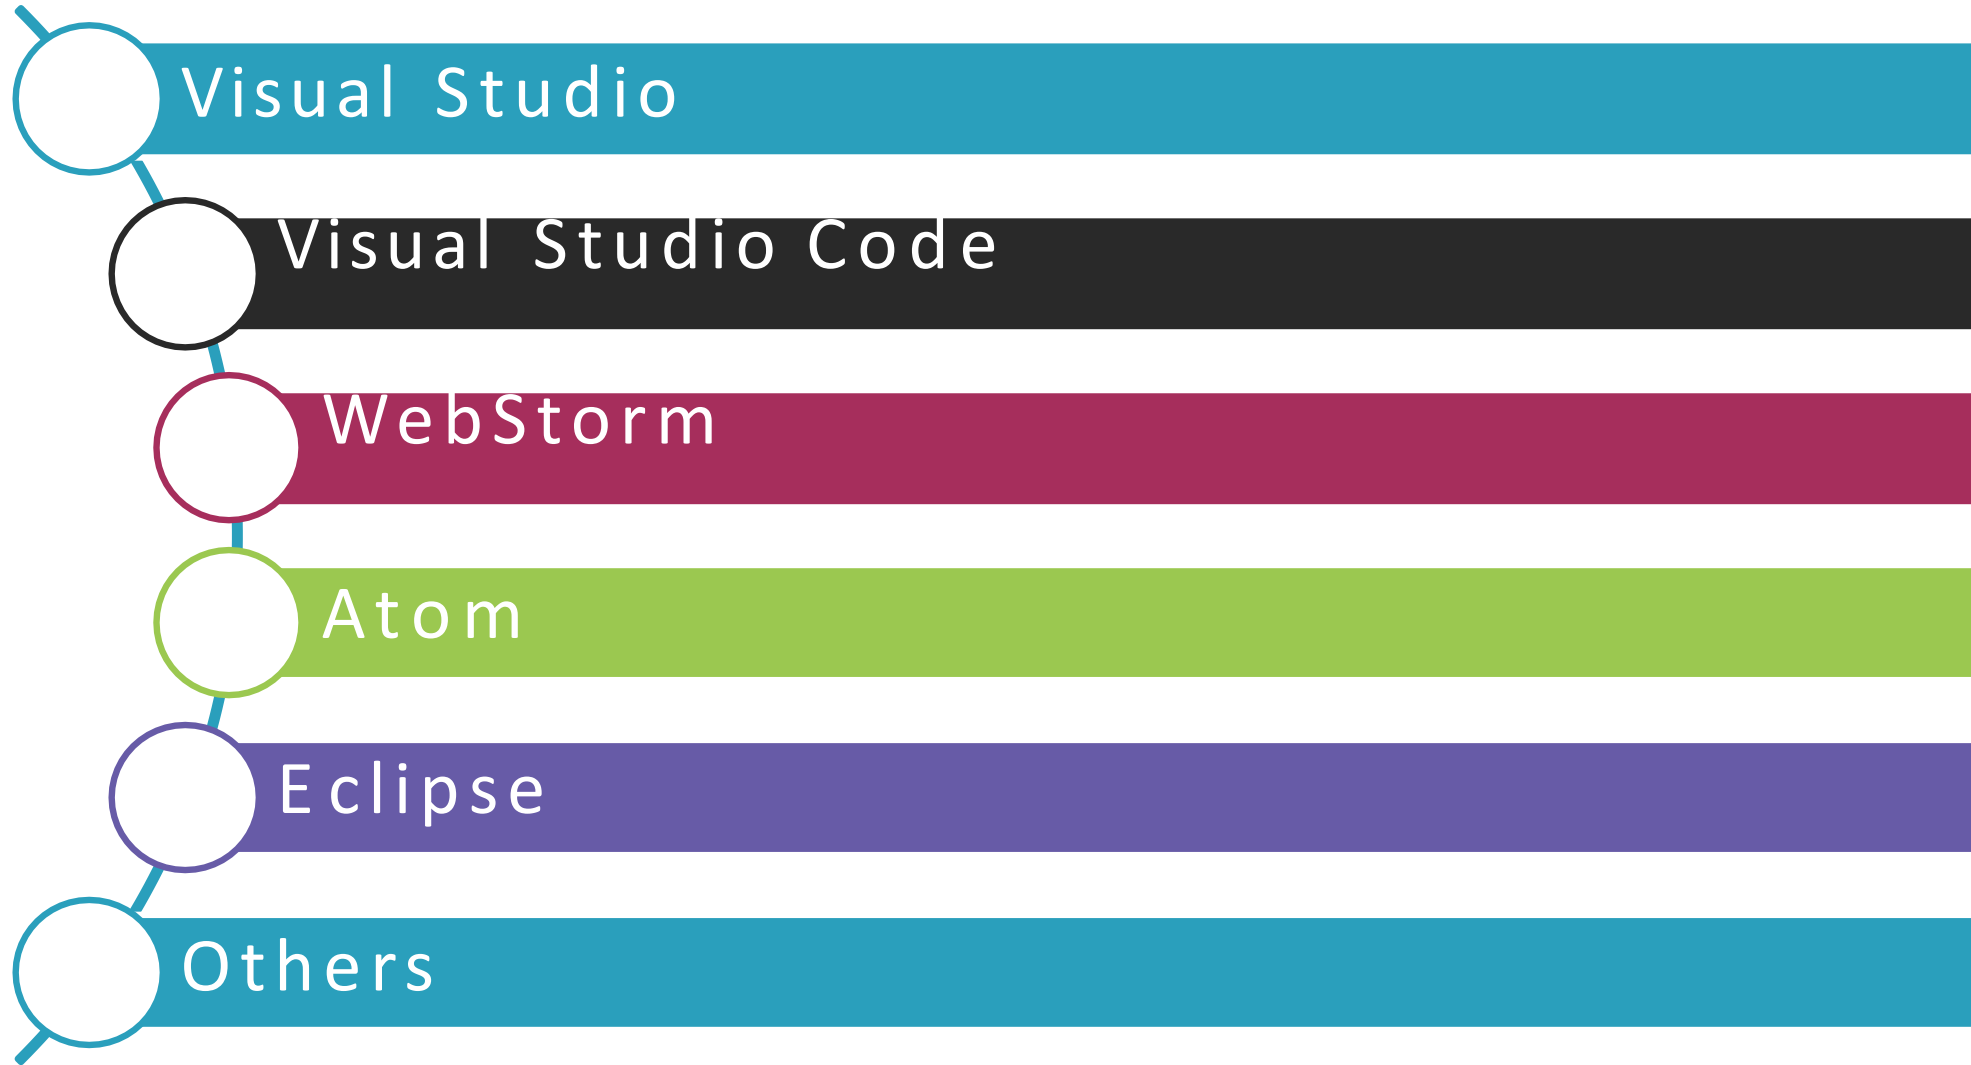 Visual Studio
Visual Studio Code
WebStorm
Atom
Eclipse
Others